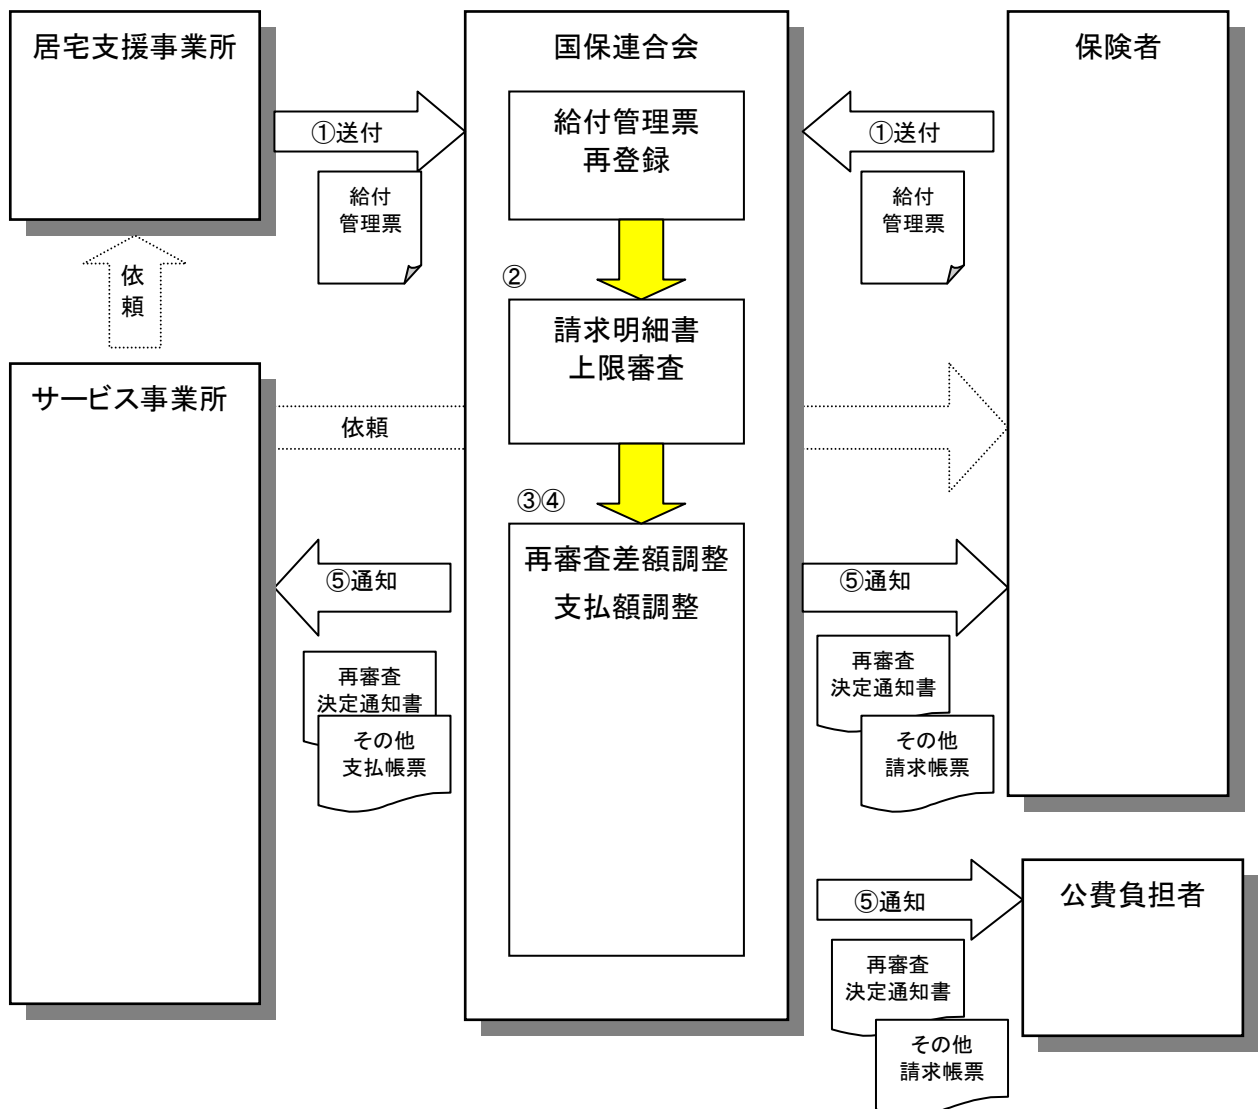 居宅支援事業所
国保連合会
保険者
①送付
給付管理票
再登録
①送付
給付
管理票
給付
管理票
依
頼
②
請求明細書
上限審査
サービス事業所
依頼
③④
再審査差額調整
支払額調整
⑤通知
⑤通知
再審査
決定通知書
その他
支払帳票
再審査
決定通知書
その他
請求帳票
⑤通知
公費負担者
再審査
決定通知書
その他
請求帳票